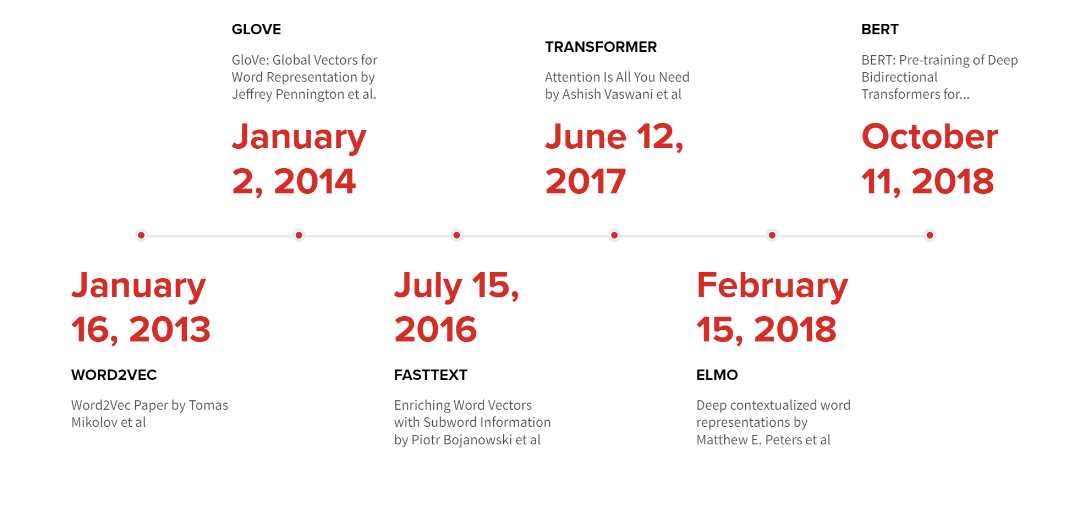 GLOVE
GloVe: Global Vectors for
Word Representation by
Jeffrey Pennington et al.
January
2, 2014
TRANSFORMER
Attention Is All You Need
by Ashish Vaswani et al
June 12,
2017
BERT
BERT: Pre-training of Deep
Bidirectional
Transformers for...
October
11, 2018
January
16, 2013
WORD2VEC
Word2Vec Paper by Tomas
Mikolov et al
July 15,
2016
FASTTEXT
Enriching Word Vectors
with Subword Information
by Piotr Bojanowski et al
February
15, 2018
ELMO
Deep contextualized word
representations by
Matthew E. Peters et al